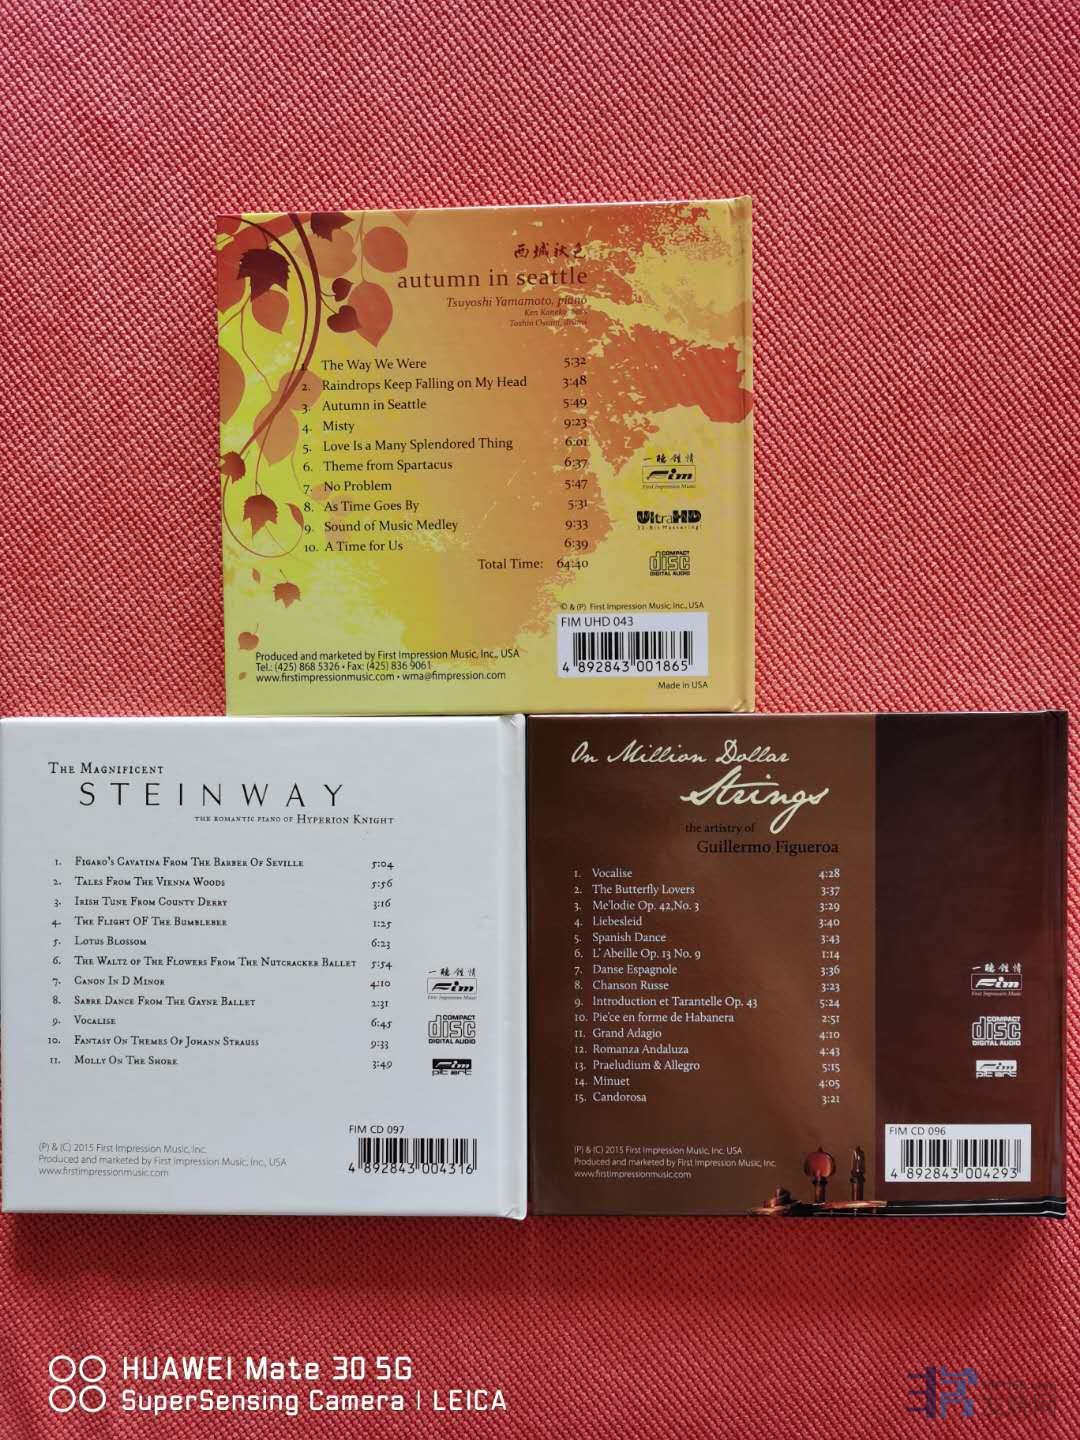 西城秋色
autumn in seattle
Tsuyoshi Yamamoto, piano
1. The Way We Were 5:32
2. Raindrops Keep Falling on My Head 3:48
3. Autumn in Seattle 5:49
4. Misty 9:23
5. Love Is a Many Splendored Thing 6:01
6. Theme from Spartacus 6:37
7. No Problem 5:47
8. As Time Goes By 5:31
9. Sound of Music Medley 9:33
10. A Time for Us 6:39
Total Time: 64:40
一聽鍾情
Fim
First Impression Music
UltraHD
32-Bit Mastering!
COMPACT
disc
DIGITAL AUDIO
© & (P) First Impression Music, Inc., USA
FIM UHD 043
4 892843 001865
Made in USA
Produced and marketed by First Impression Music, Inc., USA
Tel.: (425) 868 5326 • Fax: (425) 836 9061
www.firstimpressionmusic.com • wma@fimpression.com
The Magnificent
STEINWAY
the romantic piano of Hyperion Knight
1. Figaro's Cavatina From The Barber Of Seville 5:04
2. Tales From The Vienna Woods 5:56
3. Irish Tune From County Derry 3:16
4. The Flight OF The Bumblebee 1:25
5. Lotus Blossom 6:23
6. The Waltz of The Flowers From The Nutcracker Ballet 5:54
7. Canon In D Minor 4:10
8. Sabre Dance From The Gayne Ballet 2:31
9. Vocalise 6:45
10. Fantasy On Themes Of Johann Strauss 9:33
11. Molly On The Shore 3:49
一聽鍾情
Fim
First Impression Music
COMPACT
disc
DIGITAL AUDIO
Fim
pit art
FIM CD 097
4 892843 004316
(P) & (C) 2015 First Impression Music, Inc.
Produced and marketed by First Impression Music, Inc., USA
www.firstimpressionmusic.com
On Million Dollar
Strings
the artistry of
Guillermo Figueroa
1. Vocalise 4:28
2. The Butterfly Lovers 3:37
3. Me'lodie Op. 42,No. 3 3:29
4. Liebesleid 3:40
5. Spanish Dance 3:43
6. L' Abeille Op. 13 No. 9 1:14
7. Danse Espagnole 3:36
8. Chanson Russe 3:23
9. Introduction et Tarantelle Op. 43 5:24
10. Pie'ce en forme de Habanera 2:51
11. Grand Adagio 4:10
12. Romanza Andaluza 4:43
13. Praeludium & Allegro 5:15
14. Minuet 4:05
15. Candorosa 3:21
一聽鍾情
Fim
First Impression Music
COMPACT
disc
DIGITAL AUDIO
Fim
pit art
FIM CD 096
4 892843 004293
(P) & (C) 2015 First Impression Music, Inc. USA
Produced and marketed by First Impression Music, Inc.
www.firstimpressionmusic.com
HUAWEI Mate 30 5G
SuperSensing Camera | LEICA